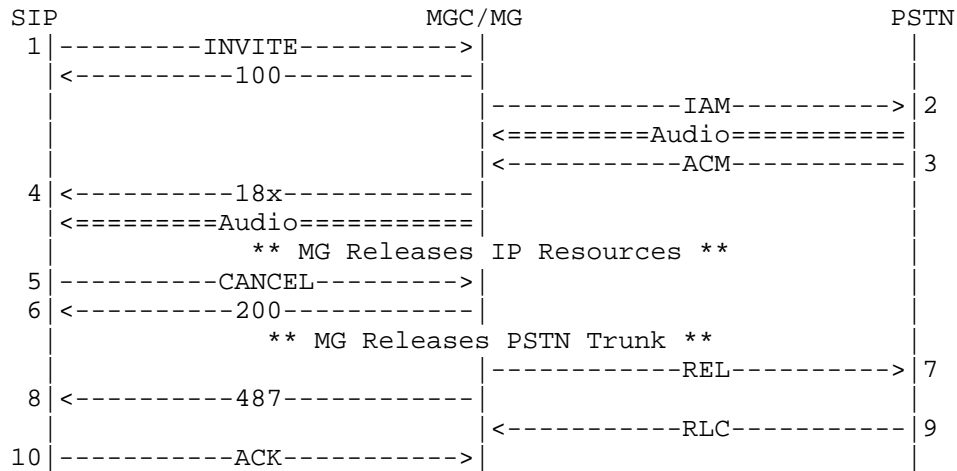 SIP                       MGC/MG                       PSTN
 1|---------INVITE---------->|                           |
  |<----------100------------|                           |
  |                          |------------IAM---------->|2
  |                          |<=========Audio===========|
  |                          |<-----------ACM-----------|3
 4|<----------18x------------|                           |
  |<=========Audio===========|                           |
  |            ** MG Releases IP Resources **            |
 5|----------CANCEL--------->|                           |
 6|<----------200------------|                           |
  |             ** MG Releases PSTN Trunk **             |
  |                          |------------REL---------->|7
 8|<----------487------------|                           |
  |                          |<-----------RLC-----------|9
10|-----------ACK----------->|                           |